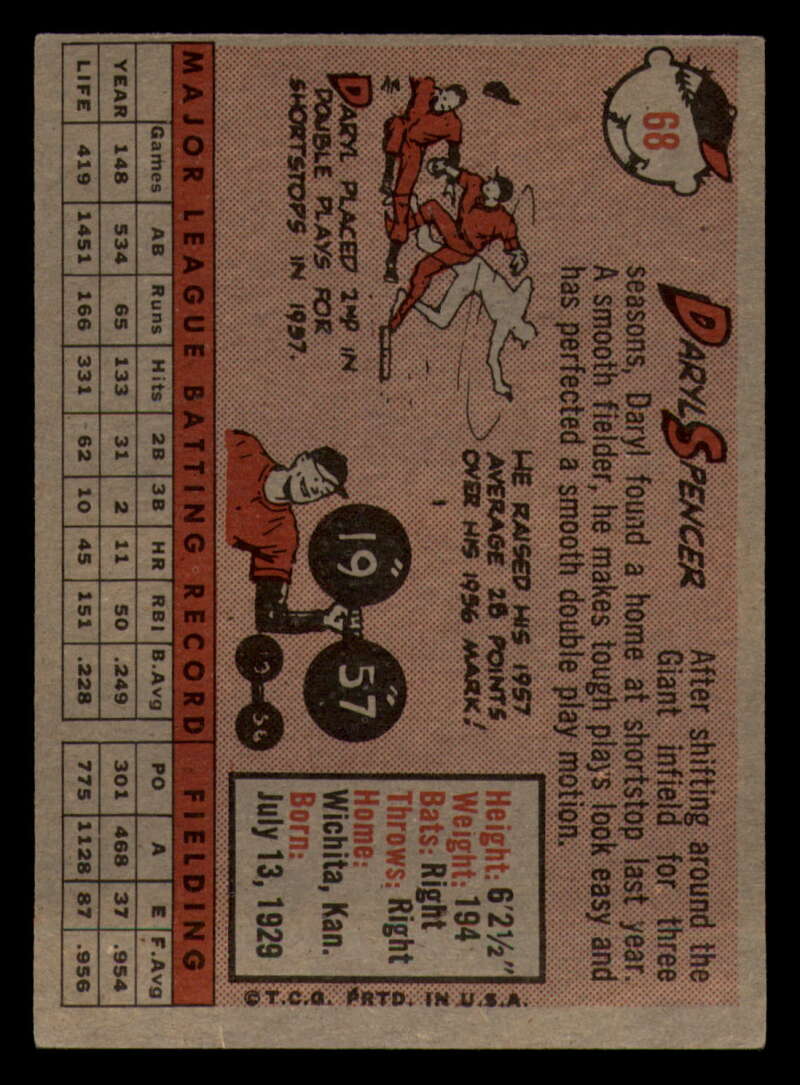 68
DARYL SPENCER
After shifting around the
Giant infield for three
seasons, Daryl found a home at shortstop last year.
A smooth fielder, he makes tough plays look easy and
has perfected a smooth double play motion.
DARYL PLACED 2ND IN
DOUBLE PLAYS FOR
SHORTSTOPS IN 1957.
HE RAISED HIS 1957
AVERAGE 28 POINTS
OVER HIS 1956 MARK!
19 57
19 56
Height: 6'2½"
Weight: 194
Bats: Right
Throws: Right
Home:
Wichita, Kan.
Born:
July 13, 1929
©T.C.G. PRTD. IN U.S.A.
MAJOR LEAGUE BATTING RECORD FIELDING
Games AB Runs Hits 2B 3B HR RBI B.Avg PO A E F.Avg
YEAR 148 534 65 133 31 2 11 50 .249 301 468 37 .954
LIFE 419 1451 166 331 62 10 45 151 .228 775 1128 87 .956